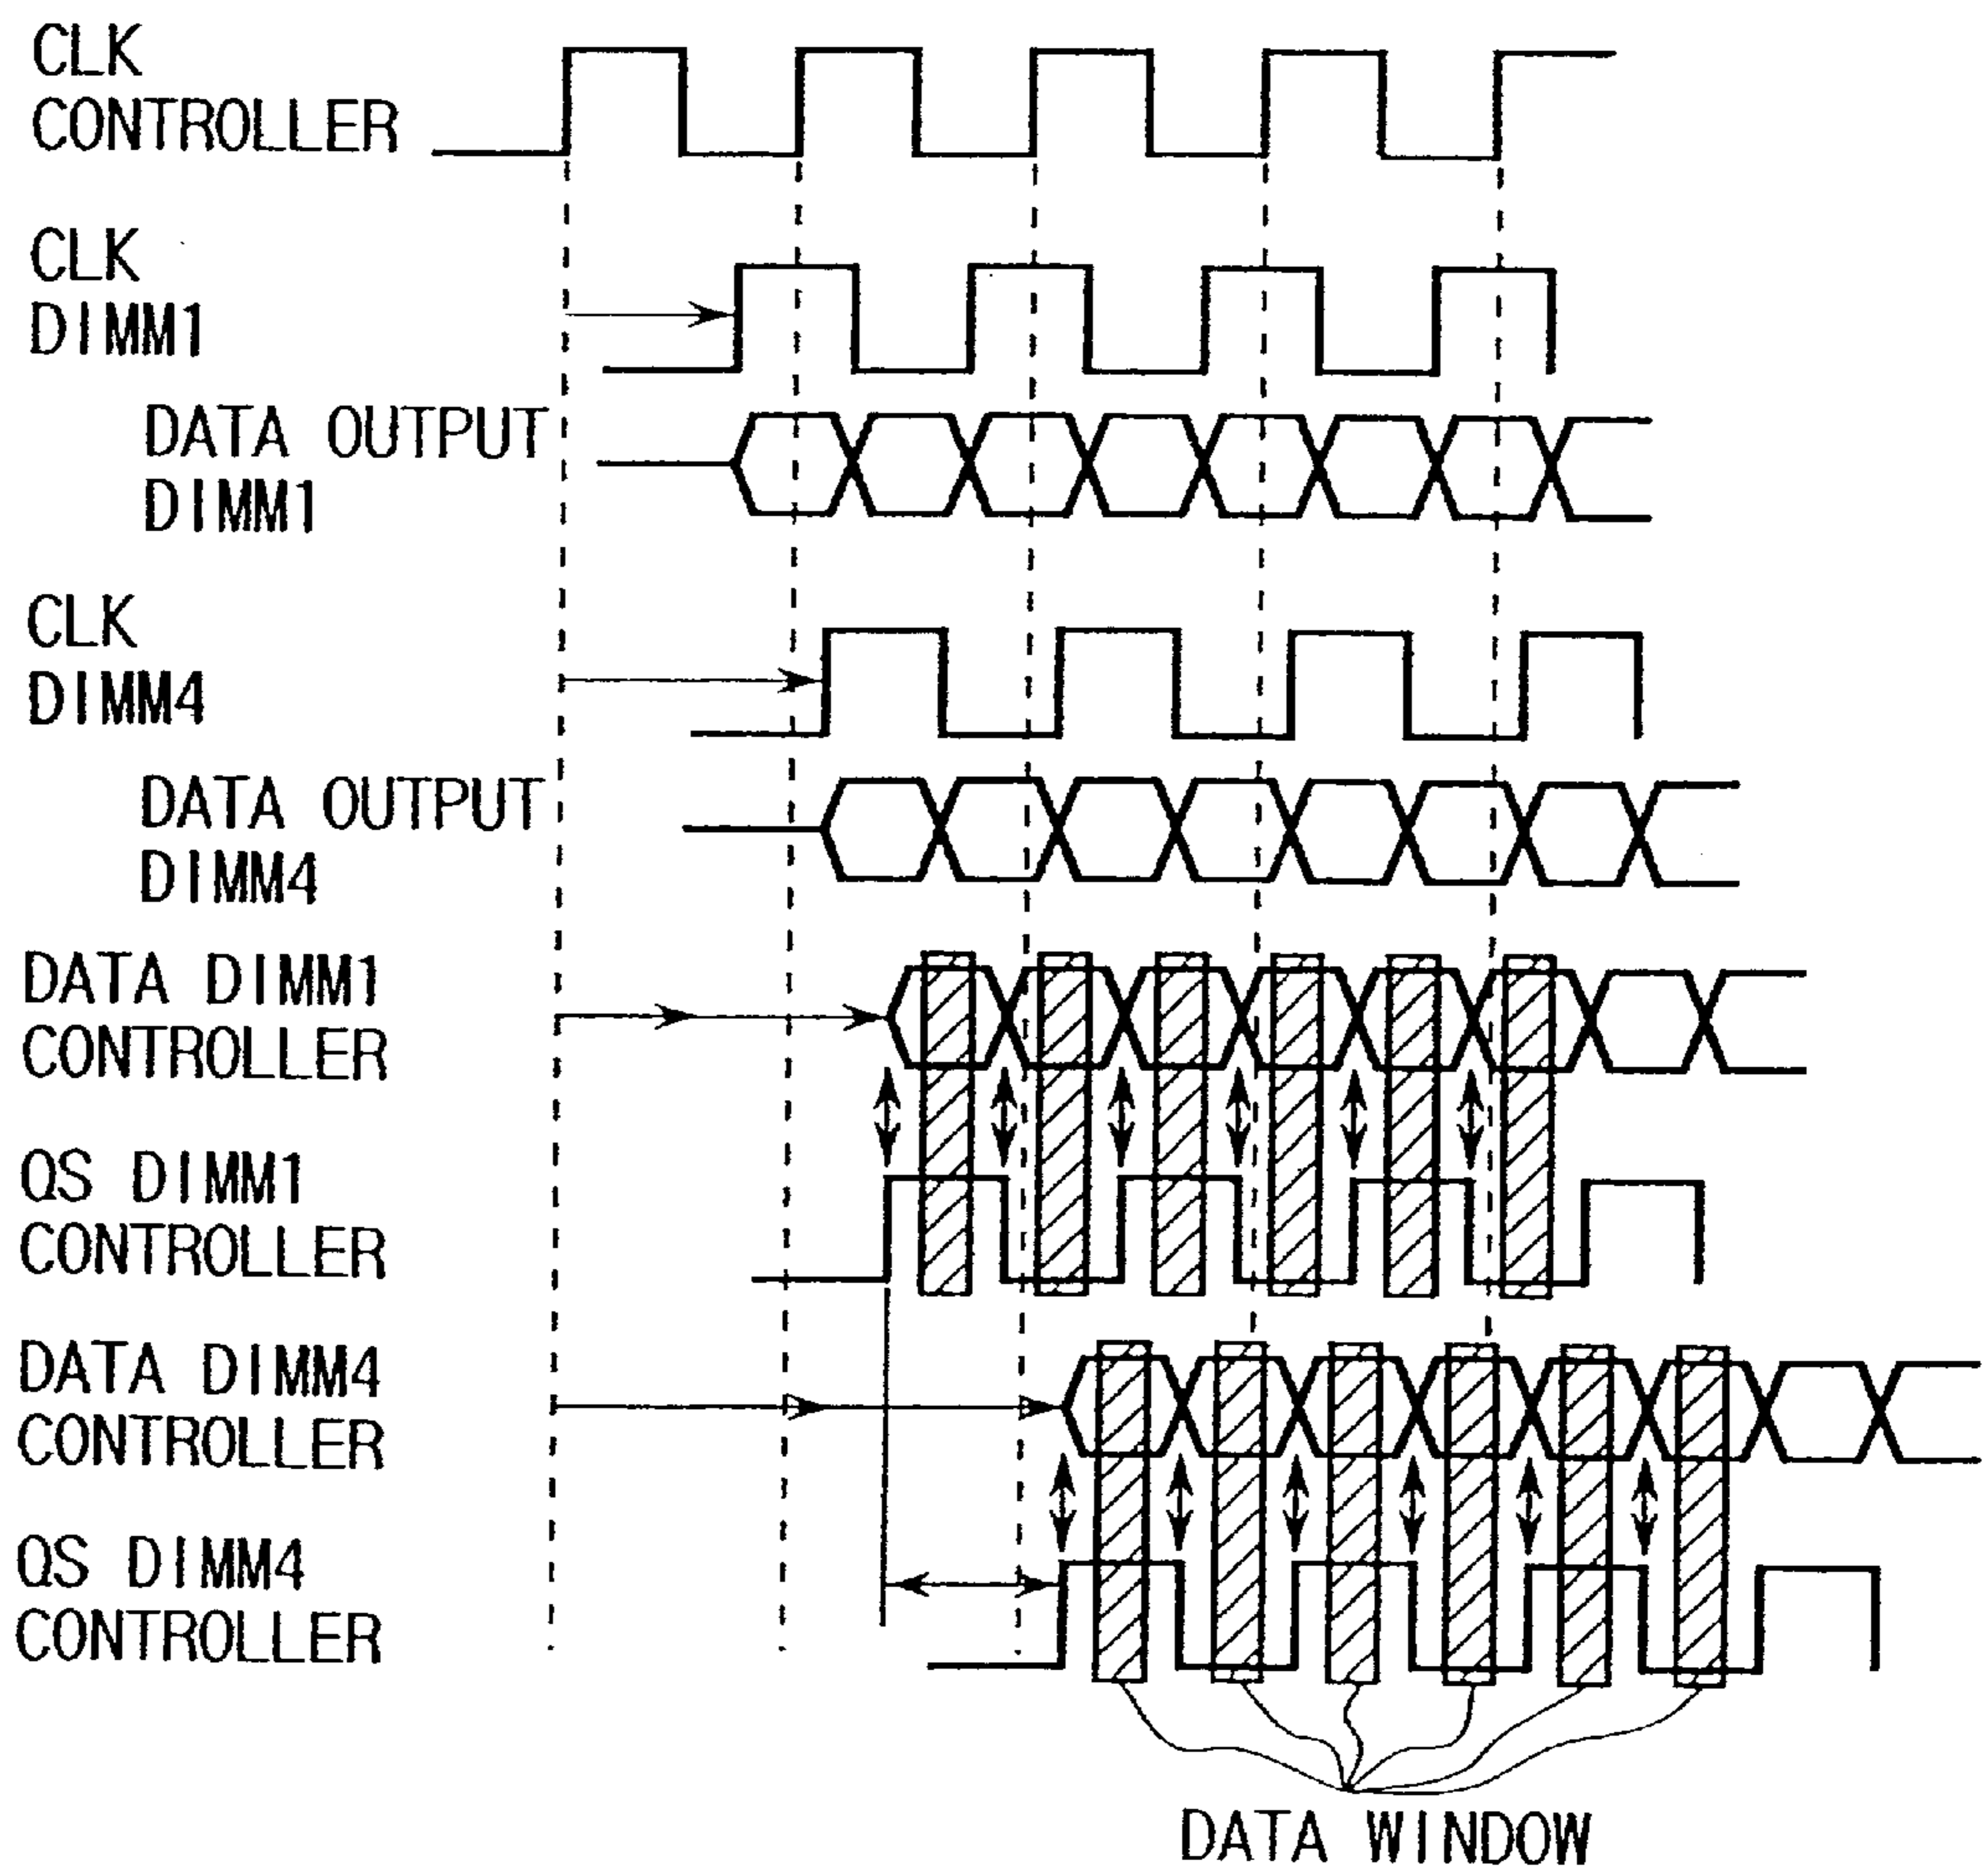 CLK
CONTROLLER
CLK
DIMM1
DATA OUTPUT
DIMM1
CLK
DIMM4
DATA OUTPUT
DIMM4
DATA DIMM1
CONTROLLER
QS DIMM1
CONTROLLER
DATA DIMM4
CONTROLLER
QS DIMM4
CONTROLLER
DATA WINDOW